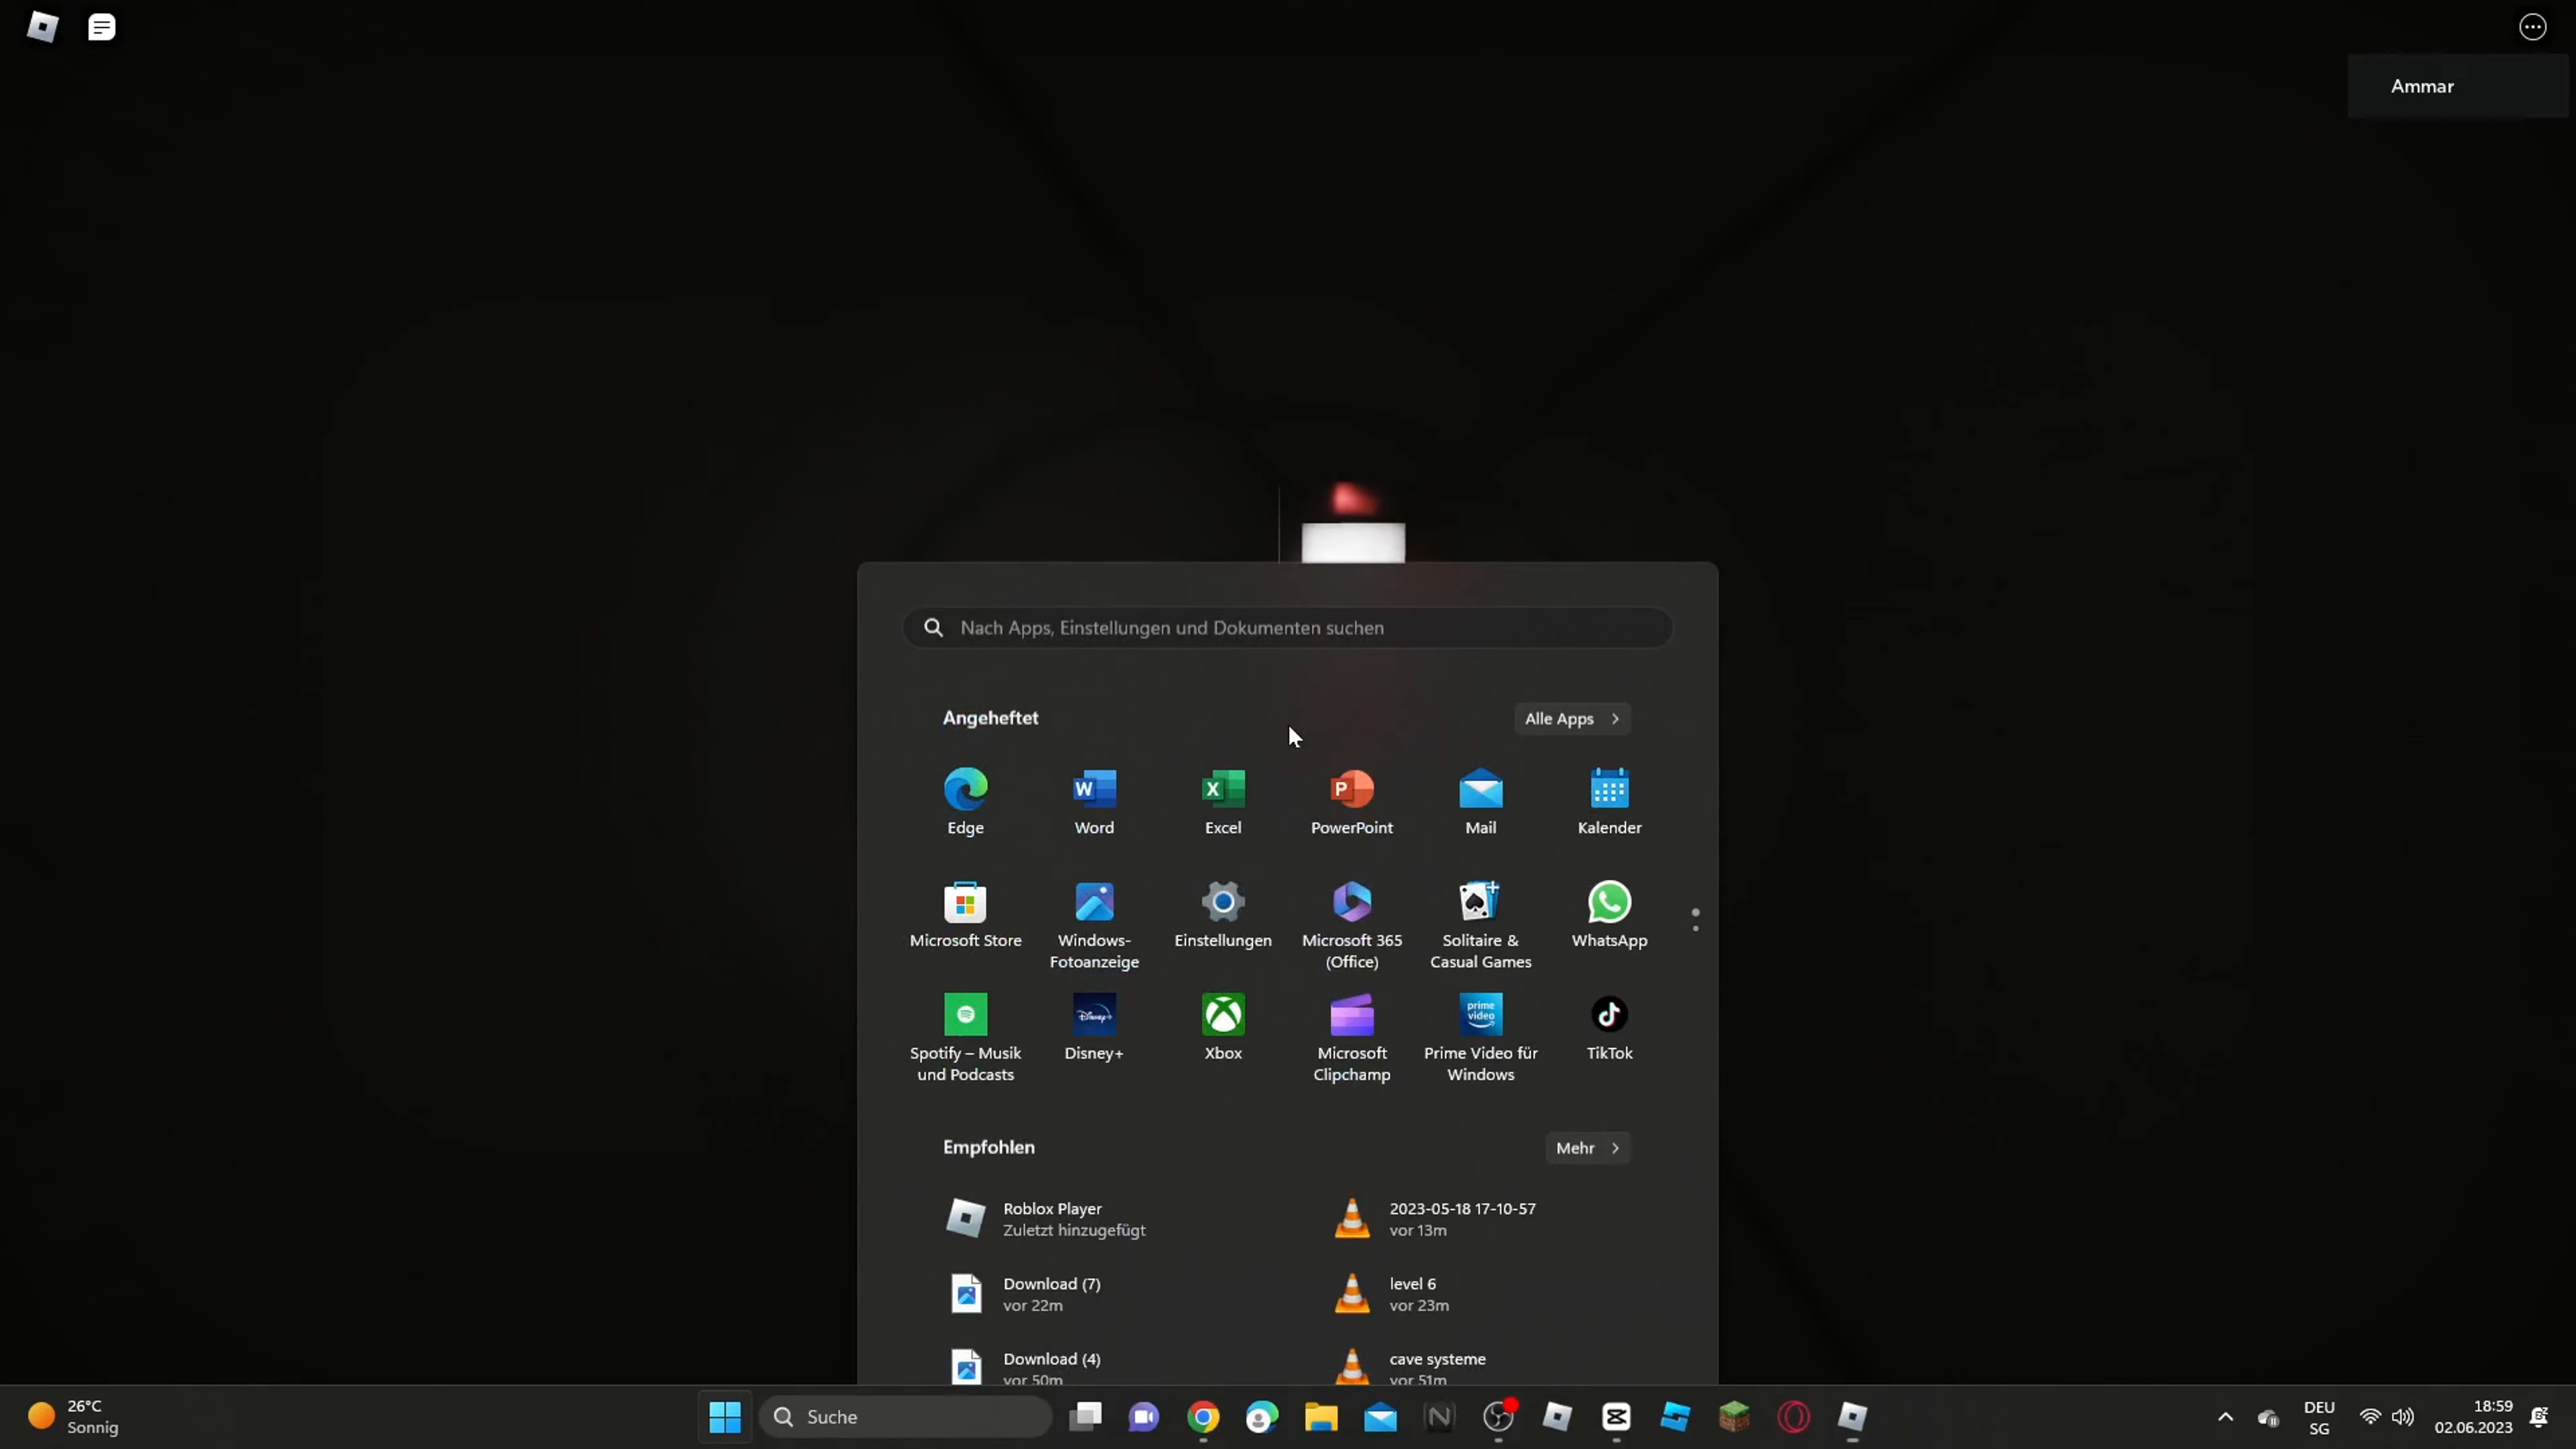 Ammar
Nach Apps, Einstellungen und Dokumenten suchen
Angeheftet
Alle Apps
Edge
Word
Excel
PowerPoint
Mail
Kalender
Microsoft Store
Windows-
Fotoanzeige
Einstellungen
Microsoft 365
(Office)
Solitaire &
Casual Games
WhatsApp
Spotify – Musik
und Podcasts
Disney+
Xbox
Microsoft
Clipchamp
prime
video
Prime Video für
Windows
TikTok
Empfohlen
Mehr
Roblox Player
Zuletzt hinzugefügt
2023-05-18 17-10-57
vor 13m
Download (7)
vor 22m
level 6
vor 23m
Download (4)
vor 50m
cave systeme
vor 51m
26°C
Sonnig
Suche
DEU
SG
18:59
02.06.2023